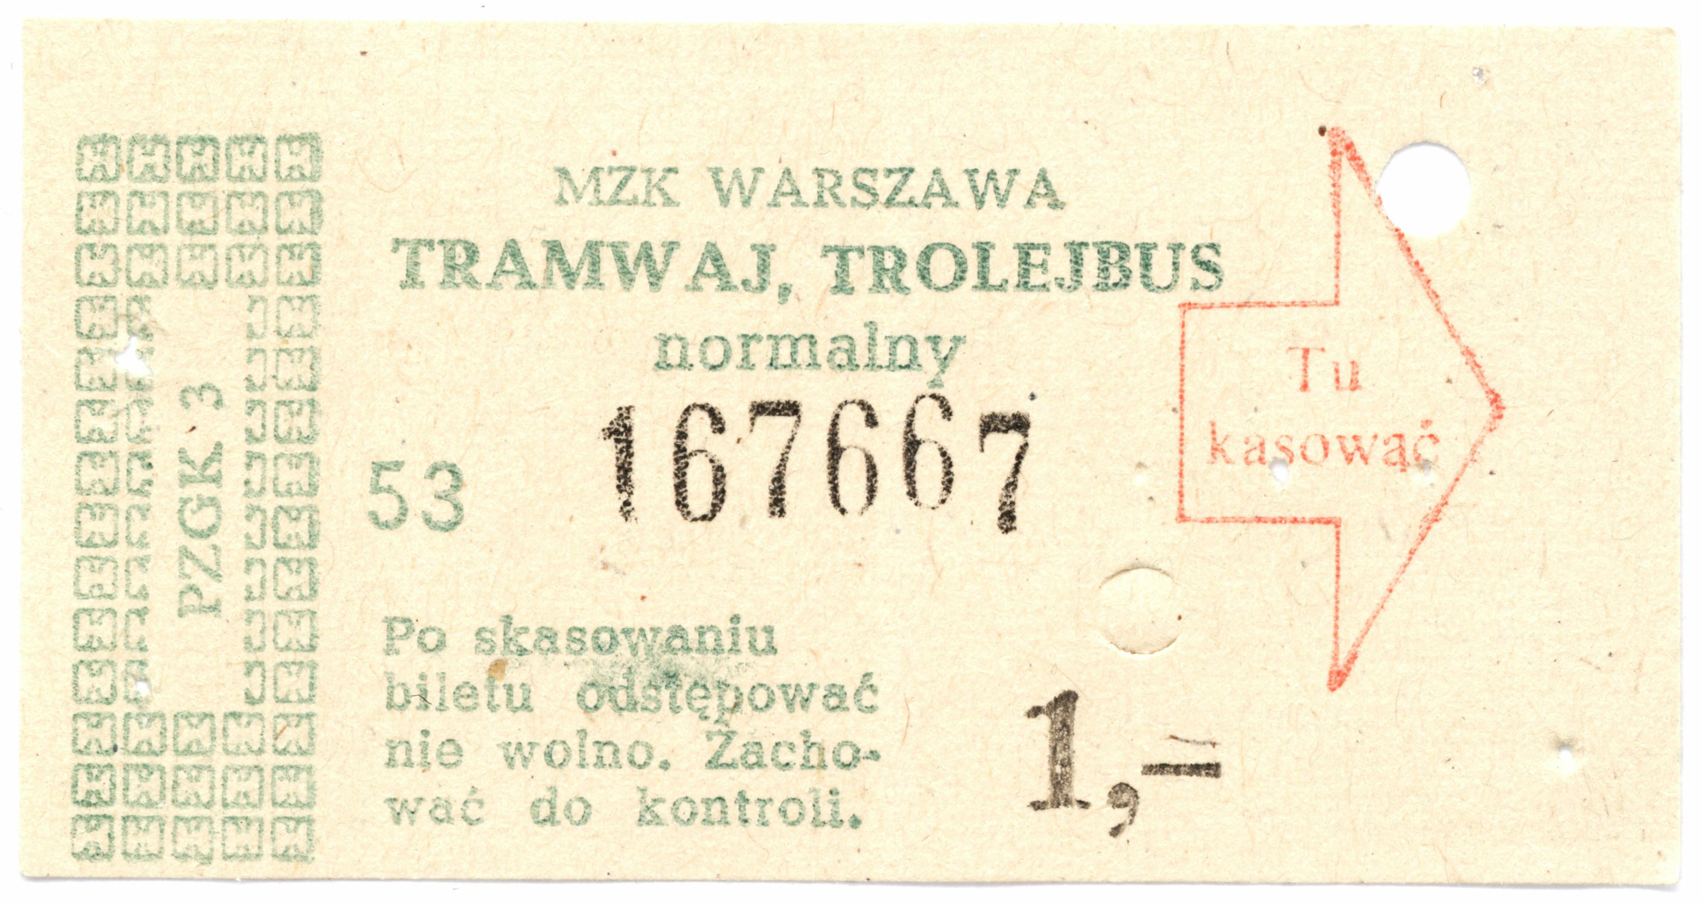 MZK WARSZAWA
TRAMWAJ, TROLEJBUS
normalny
167667
53
PZGK 3
Tu
kasować
Po skasowaniu
biletu odstępować
nie wolno. Zacho-
wać do kontroli.
1,=